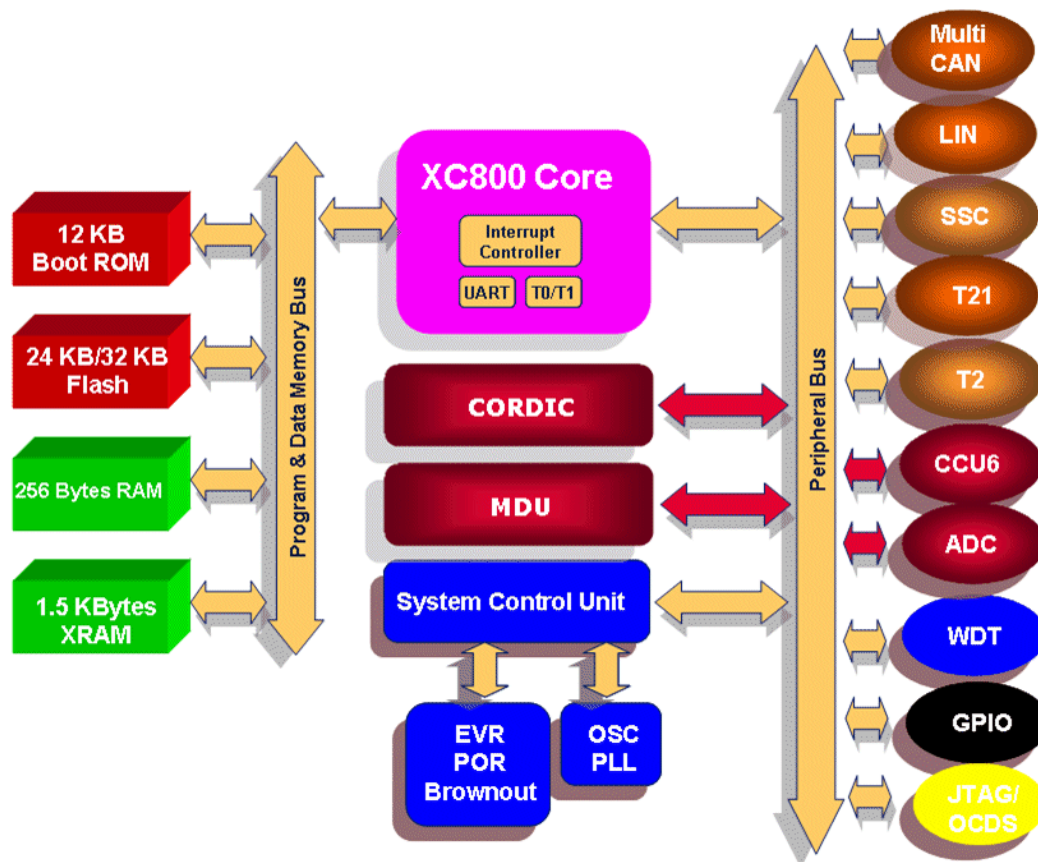 12 KB
Boot ROM
24 KB/32 KB
Flash
256 Bytes RAM
1.5 KBytes
XRAM
Program & Data Memory Bus
XC800 Core
Interrupt
Controller
UART
T0/T1
CORDIC
MDU
System Control Unit
EVR
POR
Brownout
OSC
PLL
Peripheral Bus
Multi
CAN
LIN
SSC
T21
T2
CCU6
ADC
WDT
GPIO
JTAG/
OCDS